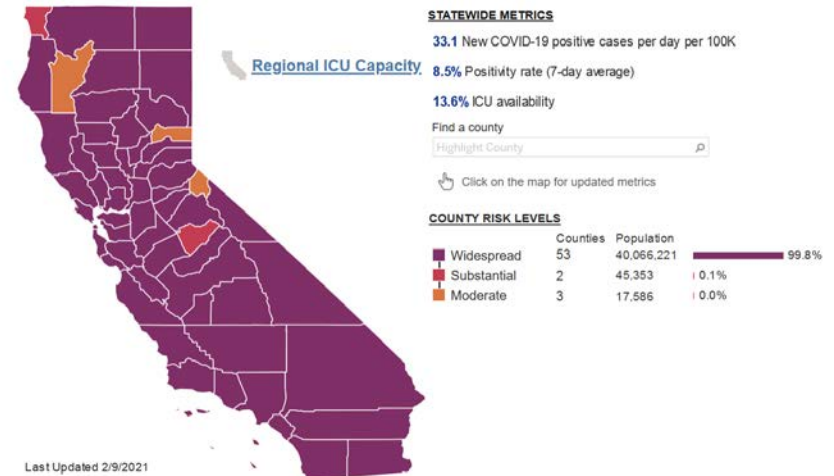 STATEWIDE METRICS
33.1 New COVID-19 positive cases per day per 100K
Regional ICU Capacity
8.5% Positivity rate (7-day average)
13.6% ICU availability
Find a county
Highlight County
Click on the map for updated metrics
COUNTY RISK LEVELS
Counties Population
Widespread 53 40,066,221 99.8%
Substantial 2 45,353 0.1%
Moderate 3 17,586 0.0%
Last Updated 2/9/2021